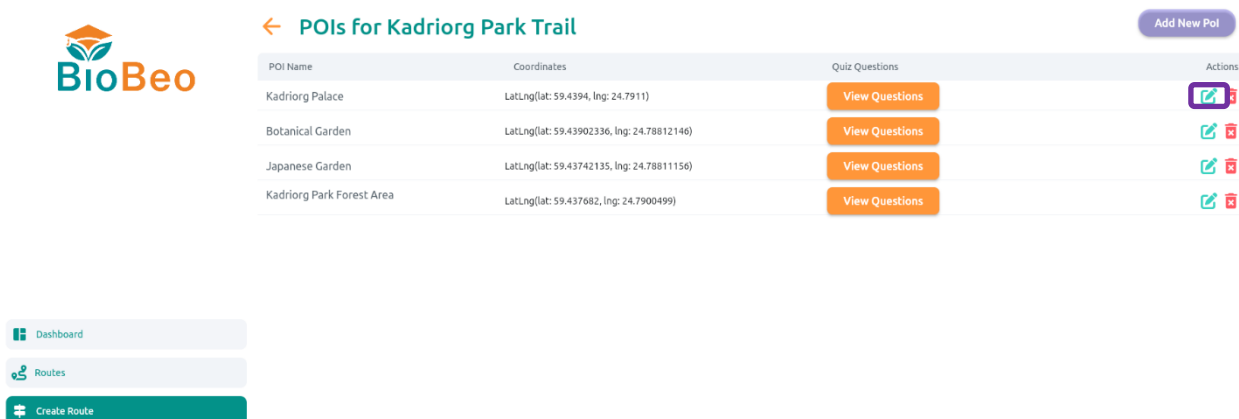 BioBeo
POIs for Kadriorg Park Trail
Add New PoI
POI Name Coordinates Quiz Questions Actions
Kadriorg Palace LatLng(lat: 59.4394, lng: 24.7911) View Questions
Botanical Garden LatLng(lat: 59.43902336, lng: 24.78812146) View Questions
Japanese Garden LatLng(lat: 59.43742135, lng: 24.78811156) View Questions
Kadriorg Park Forest Area LatLng(lat: 59.437682, lng: 24.7900499) View Questions
Dashboard
Routes
Create Route